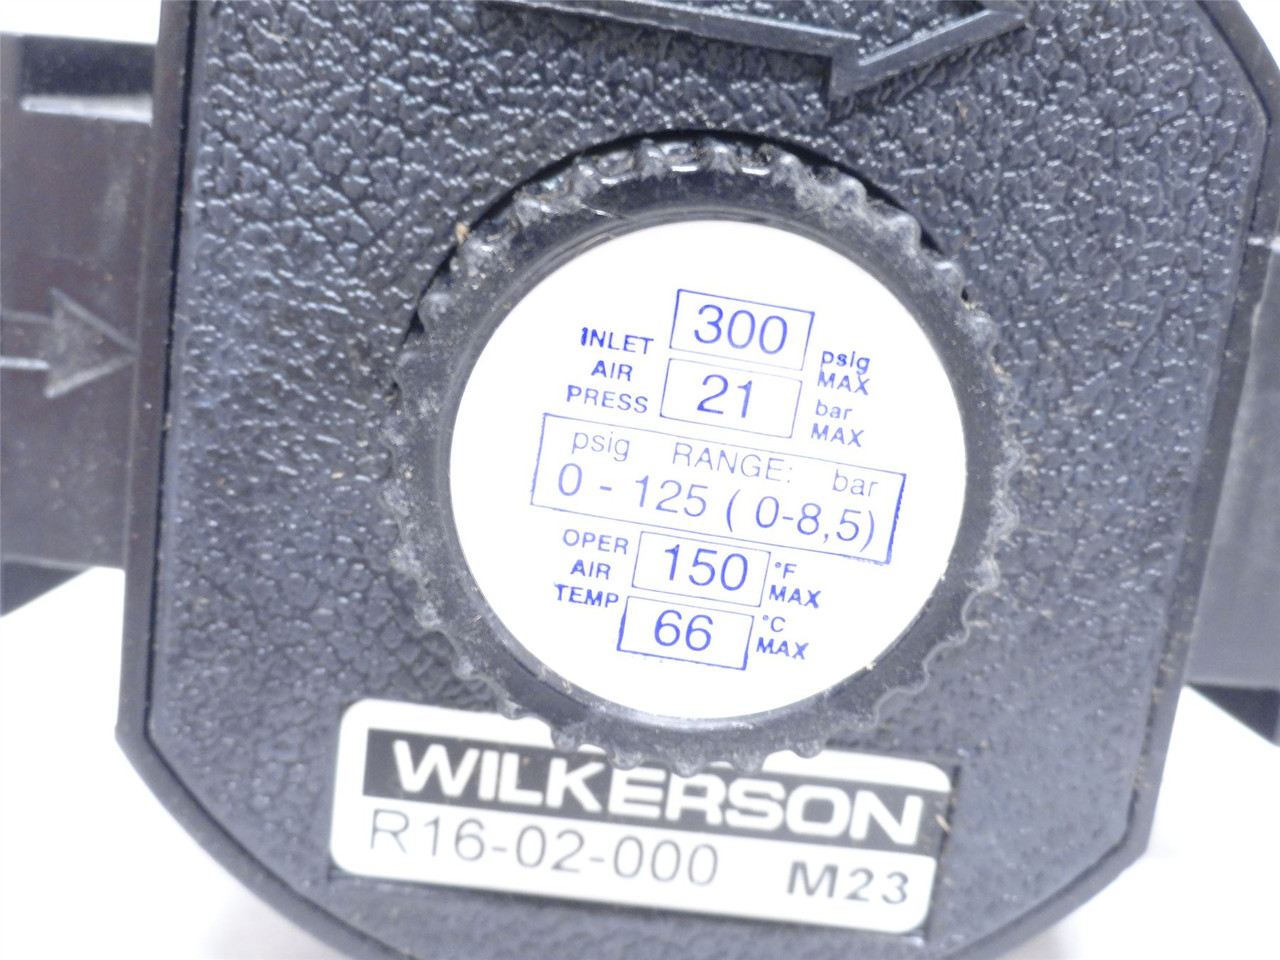 300
INLET
AIR
PRESS
psig
MAX
21
bar
MAX
psig RANGE: bar
0 - 125 ( 0-8,5)
OPER
AIR
TEMP
150
°F
MAX
66
°C
MAX
WILKERSON
R16-02-000 M23